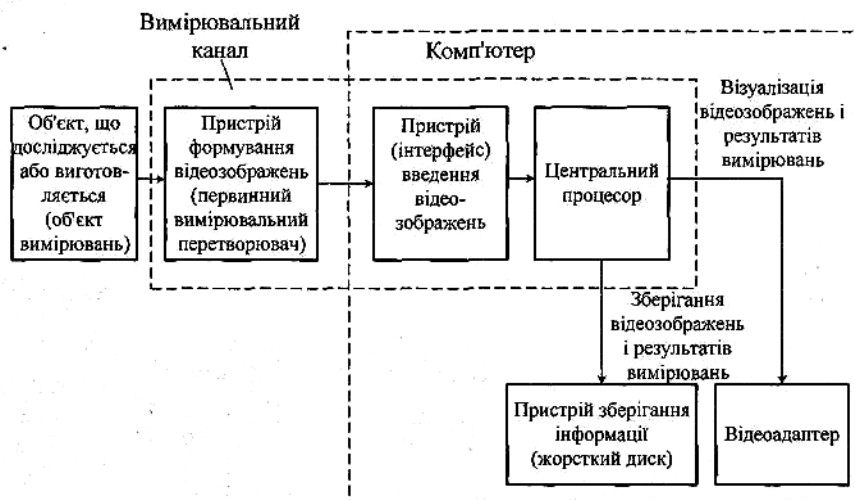 Вимірювальний
канал
Комп'ютер
Об'єкт, що
досліджується
або виготов-
ляється
(об'єкт
вимірювань)
Пристрій
формування
відеозображень
(первинний
вимірювальний
перетворювач)
Пристрій
(інтерфейс)
введення
відео-
зображень
Центральний
процесор
Візуалізація
відеозображень і
результатів
вимірювань
Зберігання
відеозображень
і результатів
вимірювань
Пристрій зберігання
інформації
(жорсткий диск)
Відеоадаптер